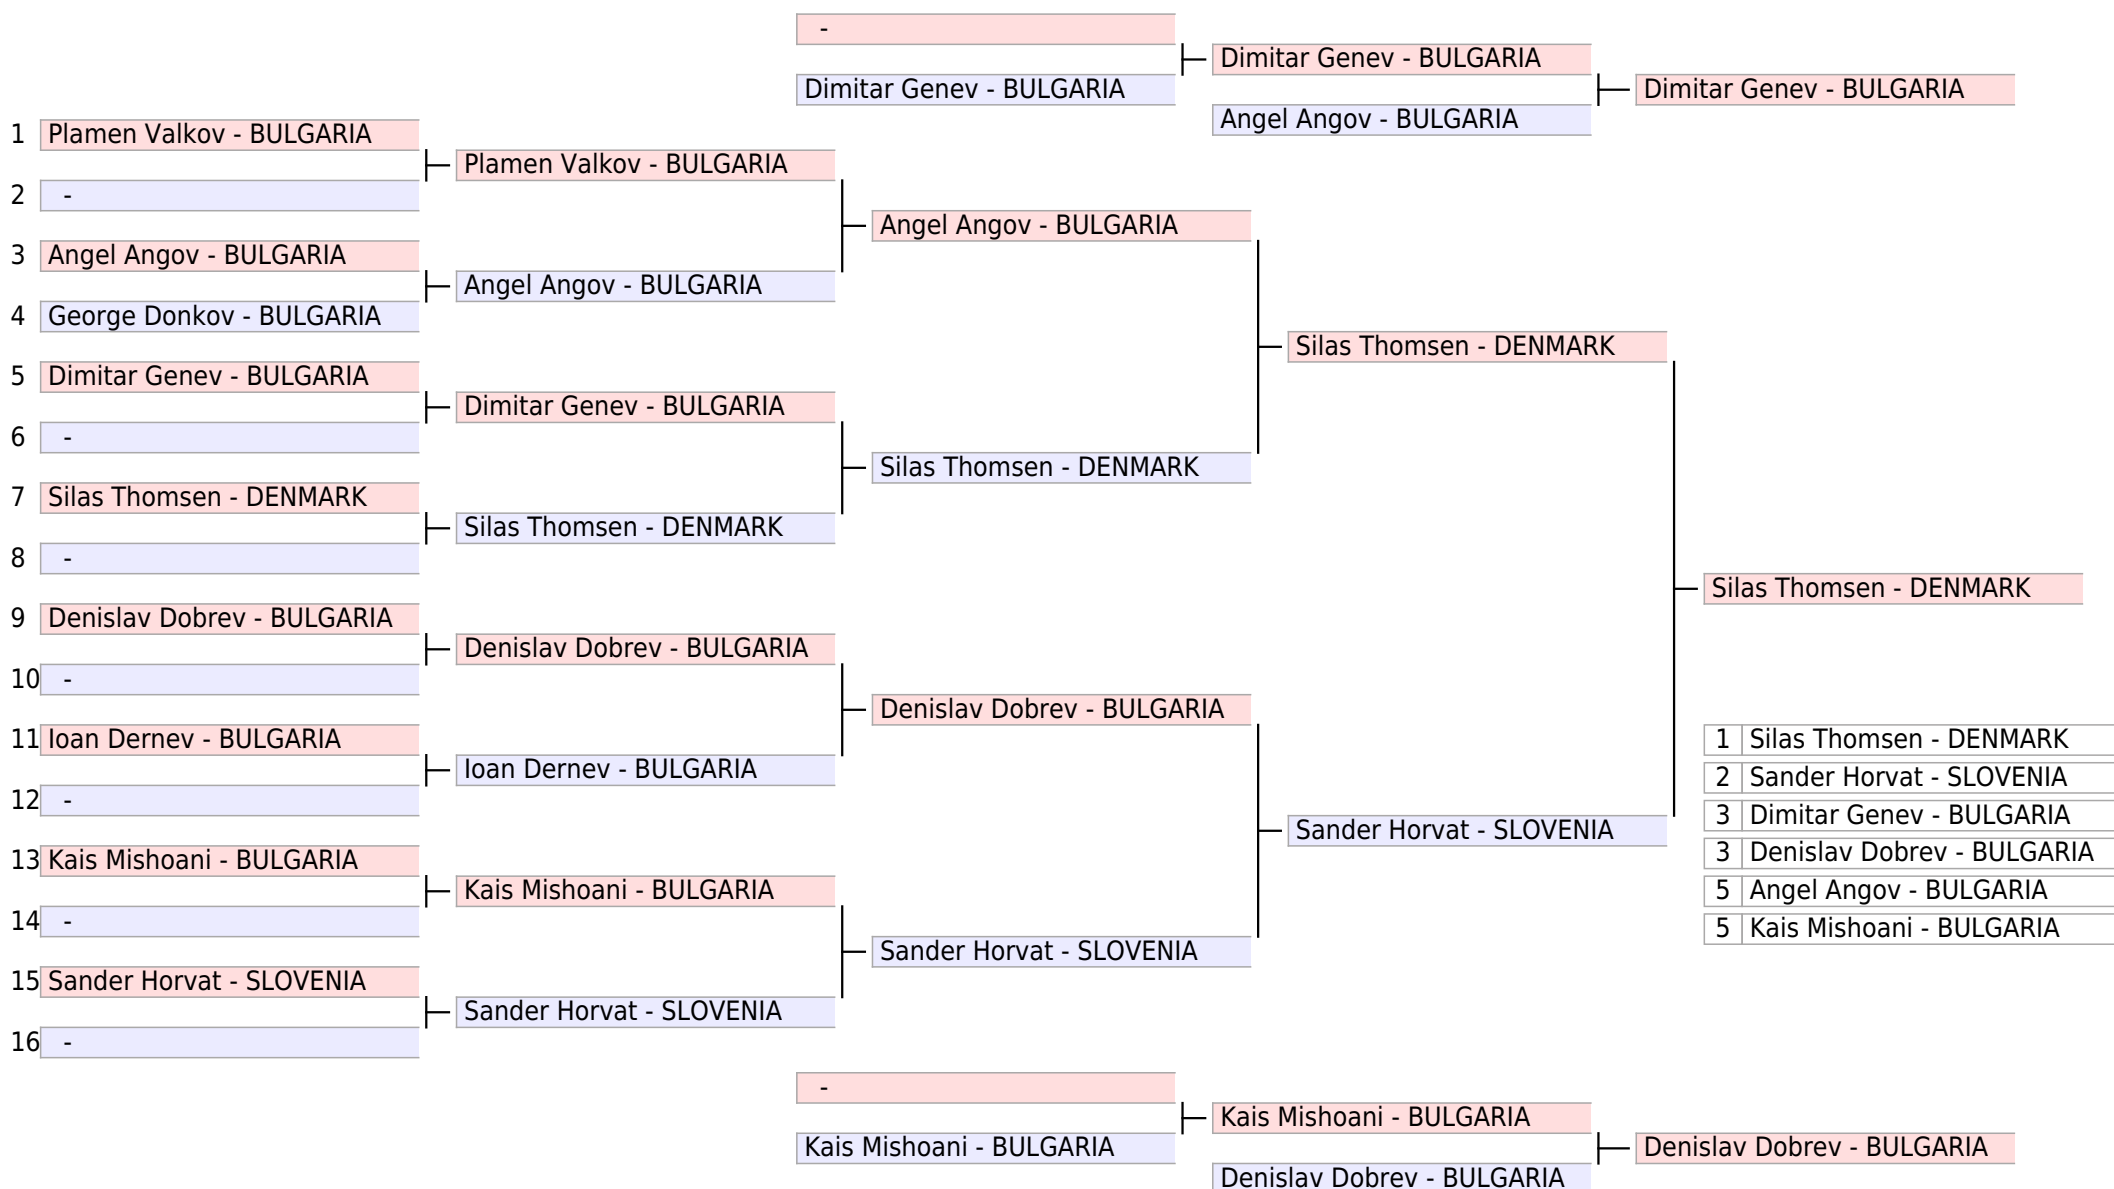 -
Dimitar Genev - BULGARIA
Dimitar Genev - BULGARIA
Dimitar Genev - BULGARIA
Angel Angov - BULGARIA
1 Plamen Valkov - BULGARIA
Plamen Valkov - BULGARIA
2 -
Angel Angov - BULGARIA
3 Angel Angov - BULGARIA
Angel Angov - BULGARIA
4 George Donkov - BULGARIA
Silas Thomsen - DENMARK
5 Dimitar Genev - BULGARIA
Dimitar Genev - BULGARIA
6 -
Silas Thomsen - DENMARK
7 Silas Thomsen - DENMARK
Silas Thomsen - DENMARK
8 -
Silas Thomsen - DENMARK
9 Denislav Dobrev - BULGARIA
Denislav Dobrev - BULGARIA
10 -
Denislav Dobrev - BULGARIA
11 Ioan Dernev - BULGARIA
Ioan Dernev - BULGARIA
12 -
Sander Horvat - SLOVENIA
13 Kais Mishoani - BULGARIA
Kais Mishoani - BULGARIA
14 -
Sander Horvat - SLOVENIA
15 Sander Horvat - SLOVENIA
Sander Horvat - SLOVENIA
16 -
1 Silas Thomsen - DENMARK
2 Sander Horvat - SLOVENIA
3 Dimitar Genev - BULGARIA
3 Denislav Dobrev - BULGARIA
5 Angel Angov - BULGARIA
5 Kais Mishoani - BULGARIA
-
Kais Mishoani - BULGARIA
Kais Mishoani - BULGARIA
Denislav Dobrev - BULGARIA
Denislav Dobrev - BULGARIA